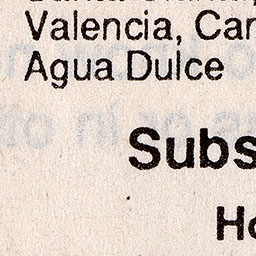 Valencia, Car
Agua Dulce
Subs
Ho